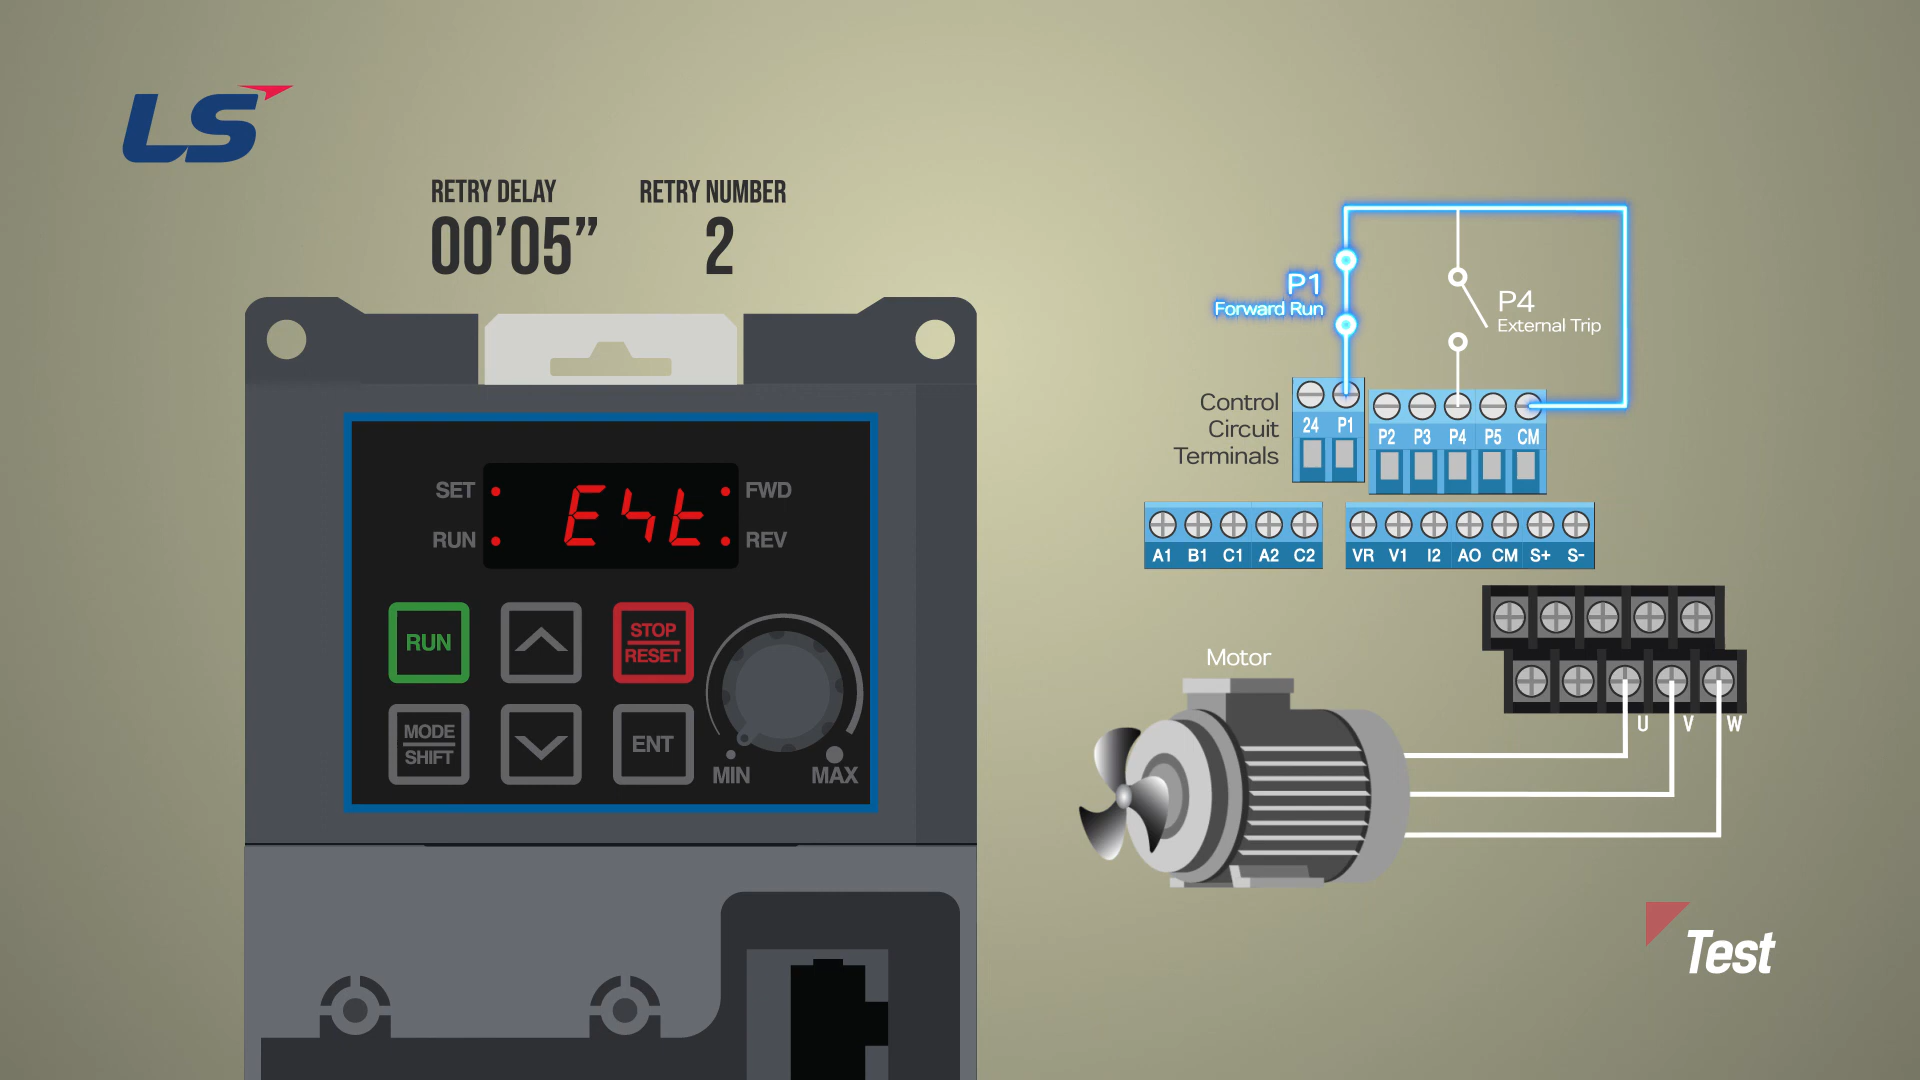 LS
RETRY DELAY
00’05”
RETRY NUMBER
2
P1
Forward Run
P4
External Trip
Control
Circuit
Terminals
24 P1
P2 P3 P4 P5 CM
A1 B1 C1 A2 C2
VR V1 I2 AO CM S+ S-
SET
RUN
FWD
REV
RUN
STOP
RESET
MODE
SHIFT
ENT
MIN
MAX
Motor
U V W
Test